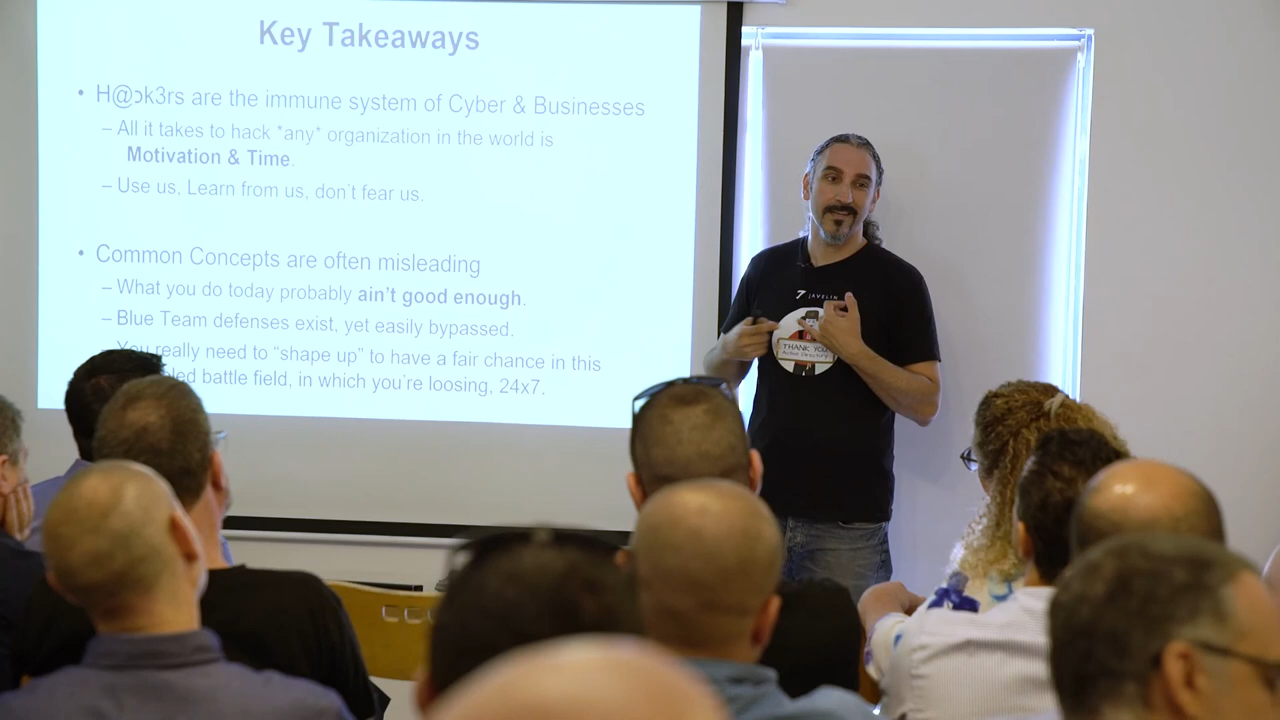 Key Takeaways
• H@ɔk3rs are the immune system of Cyber & Businesses
– All it takes to hack *any* organization in the world is
Motivation & Time.
– Use us, Learn from us, don't fear us.
• Common Concepts are often misleading
– What you do today probably ain't good enough.
– Blue Team defenses exist, yet easily bypassed.
You really need to "shape up" to have a fair chance in this
battle field, in which you're loosing, 24x7.
JAVELIN
THANK YOU
Active Directory